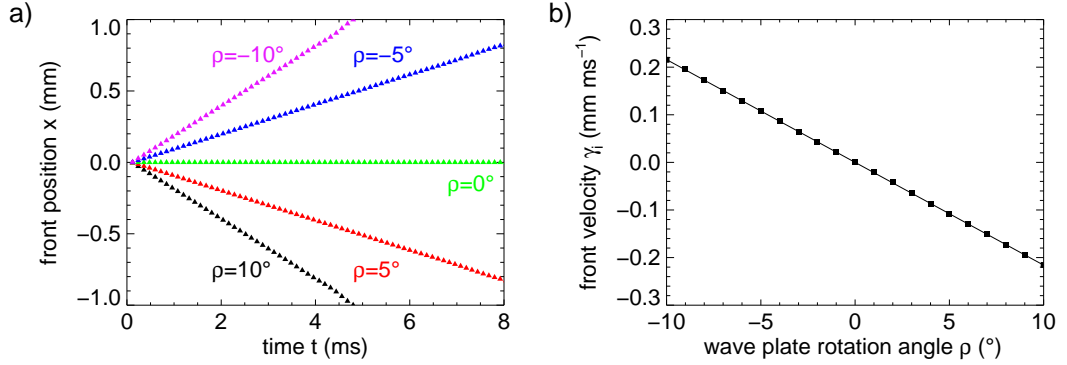 a)
1.0
0.5
0.0
−0.5
−1.0
front position x (mm)
ρ=−10°
ρ=−5°
ρ=0°
ρ=10°
ρ=5°
0 2 4 6 8
time t (ms)
b)
0.3
0.2
0.1
0.0
−0.1
−0.2
−0.3
front velocity γi (mm ms⁻¹)
−10 −5 0 5 10
wave plate rotation angle ρ (°)